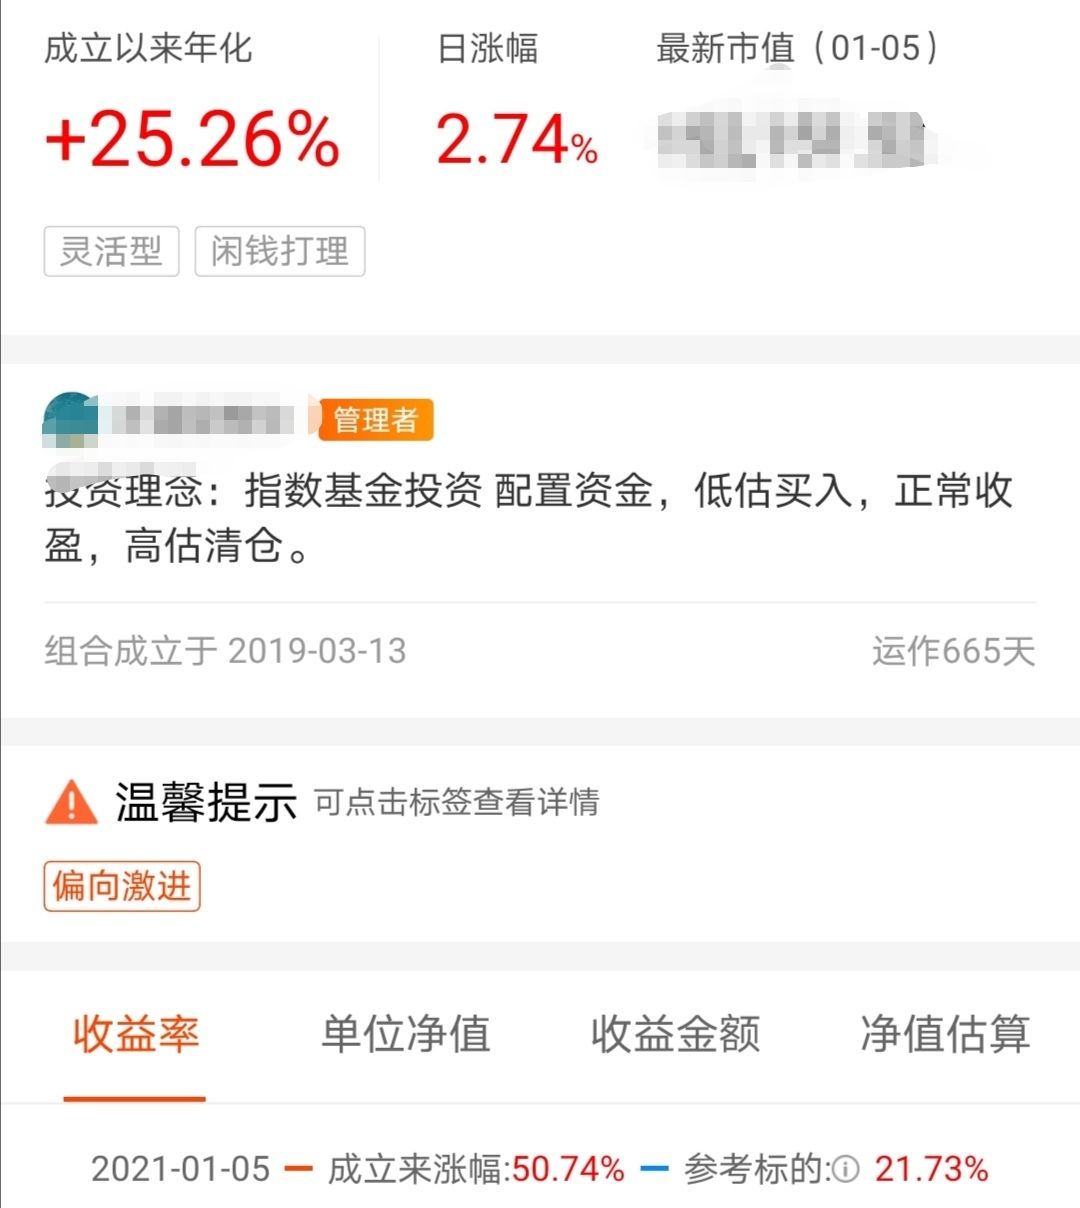 成立以来年化 日涨幅 最新市值（01-05）
+25.26% 2.74%
灵活型 闲钱打理
管理者
投资理念：指数基金投资 配置资金，低估买入，正常收
盈，高估清仓。
组合成立于 2019-03-13 运作665天
温馨提示 可点击标签查看详情
偏向激进
收益率 单位净值 收益金额 净值估算
2021-01-05 成立来涨幅:50.74% 参考标的: 21.73%